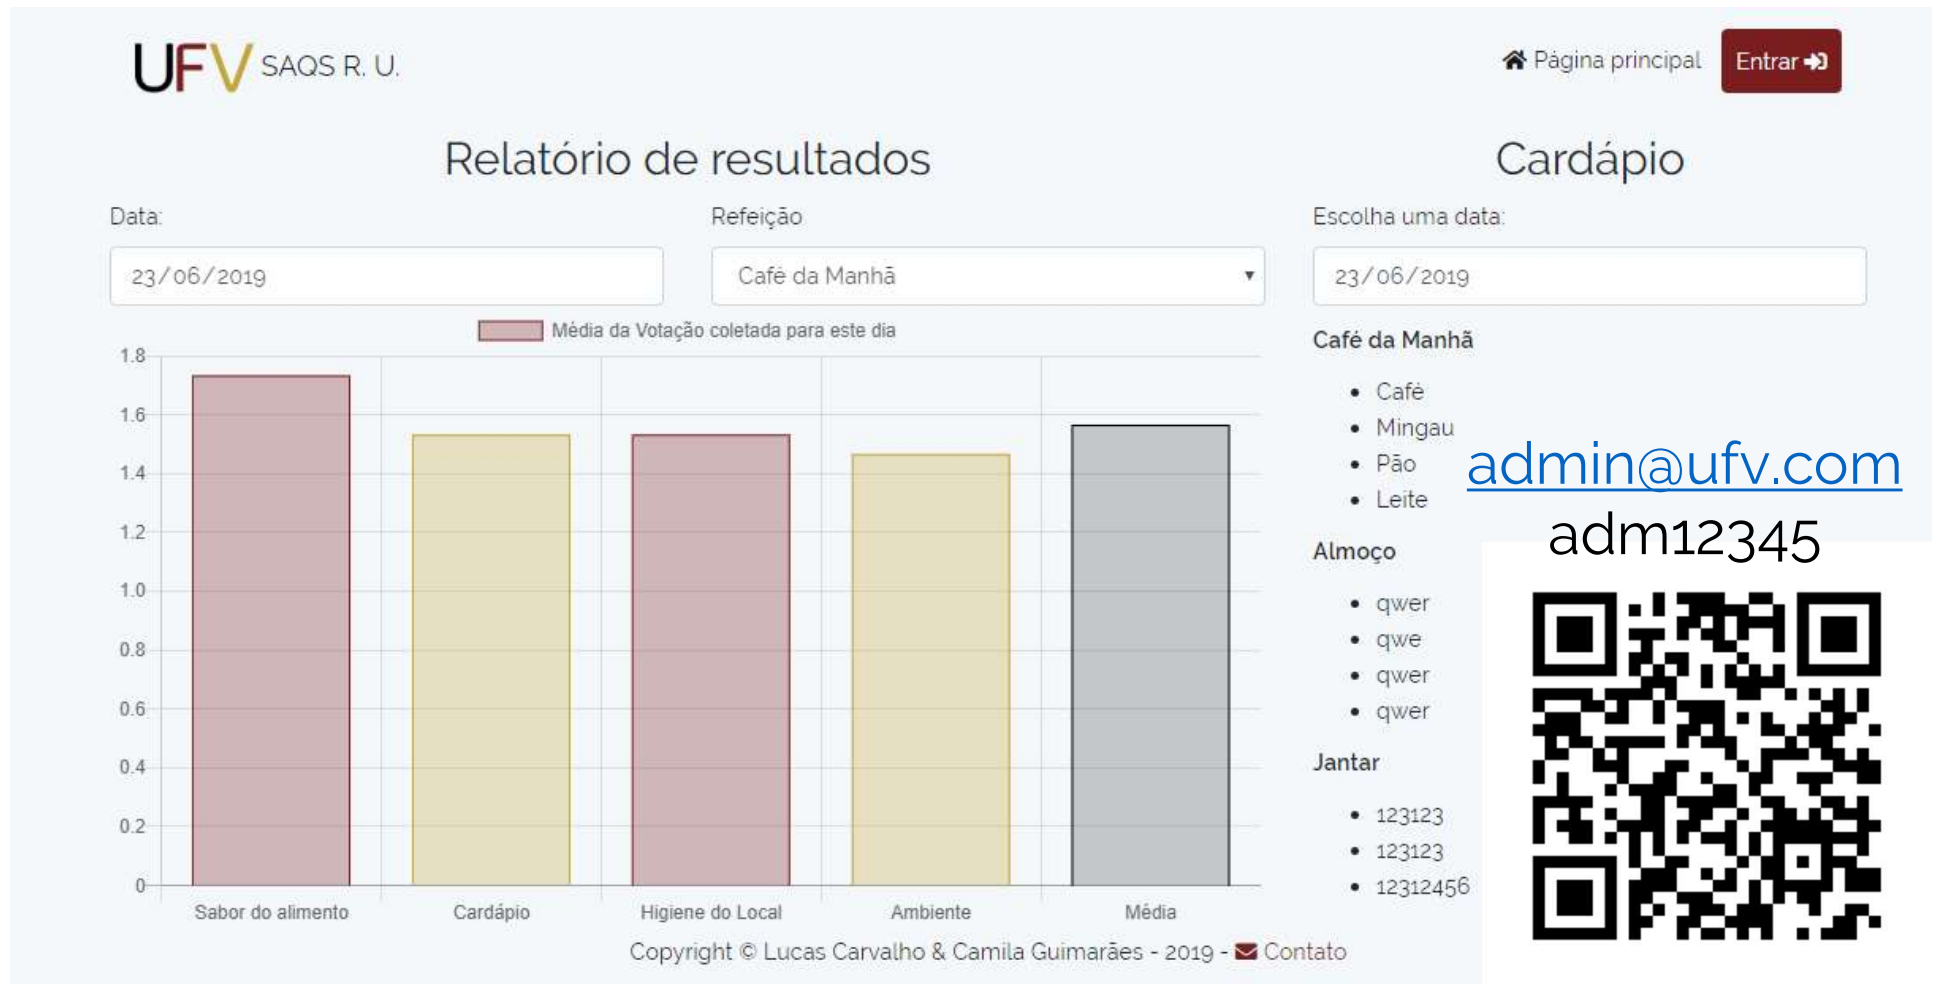 UFV SAQS R. U.
Página principal
Entrar
Relatório de resultados
Data:
Refeição
23/06/2019
Café da Manhã
Média da Votação coletada para este dia
1.8
1.6
1.4
1.2
1.0
0.8
0.6
0.4
0.2
0
Sabor do alimento
Cardápio
Higiene do Local
Ambiente
Média
Cardápio
Escolha uma data:
23/06/2019
Café da Manhã
Café
Mingau
Pão
Leite
Almoço
qwer
qwe
qwer
qwer
Jantar
123123
123123
12312456
admin@ufv.com
adm12345
Copyright © Lucas Carvalho & Camila Guimarães - 2019 - Contato